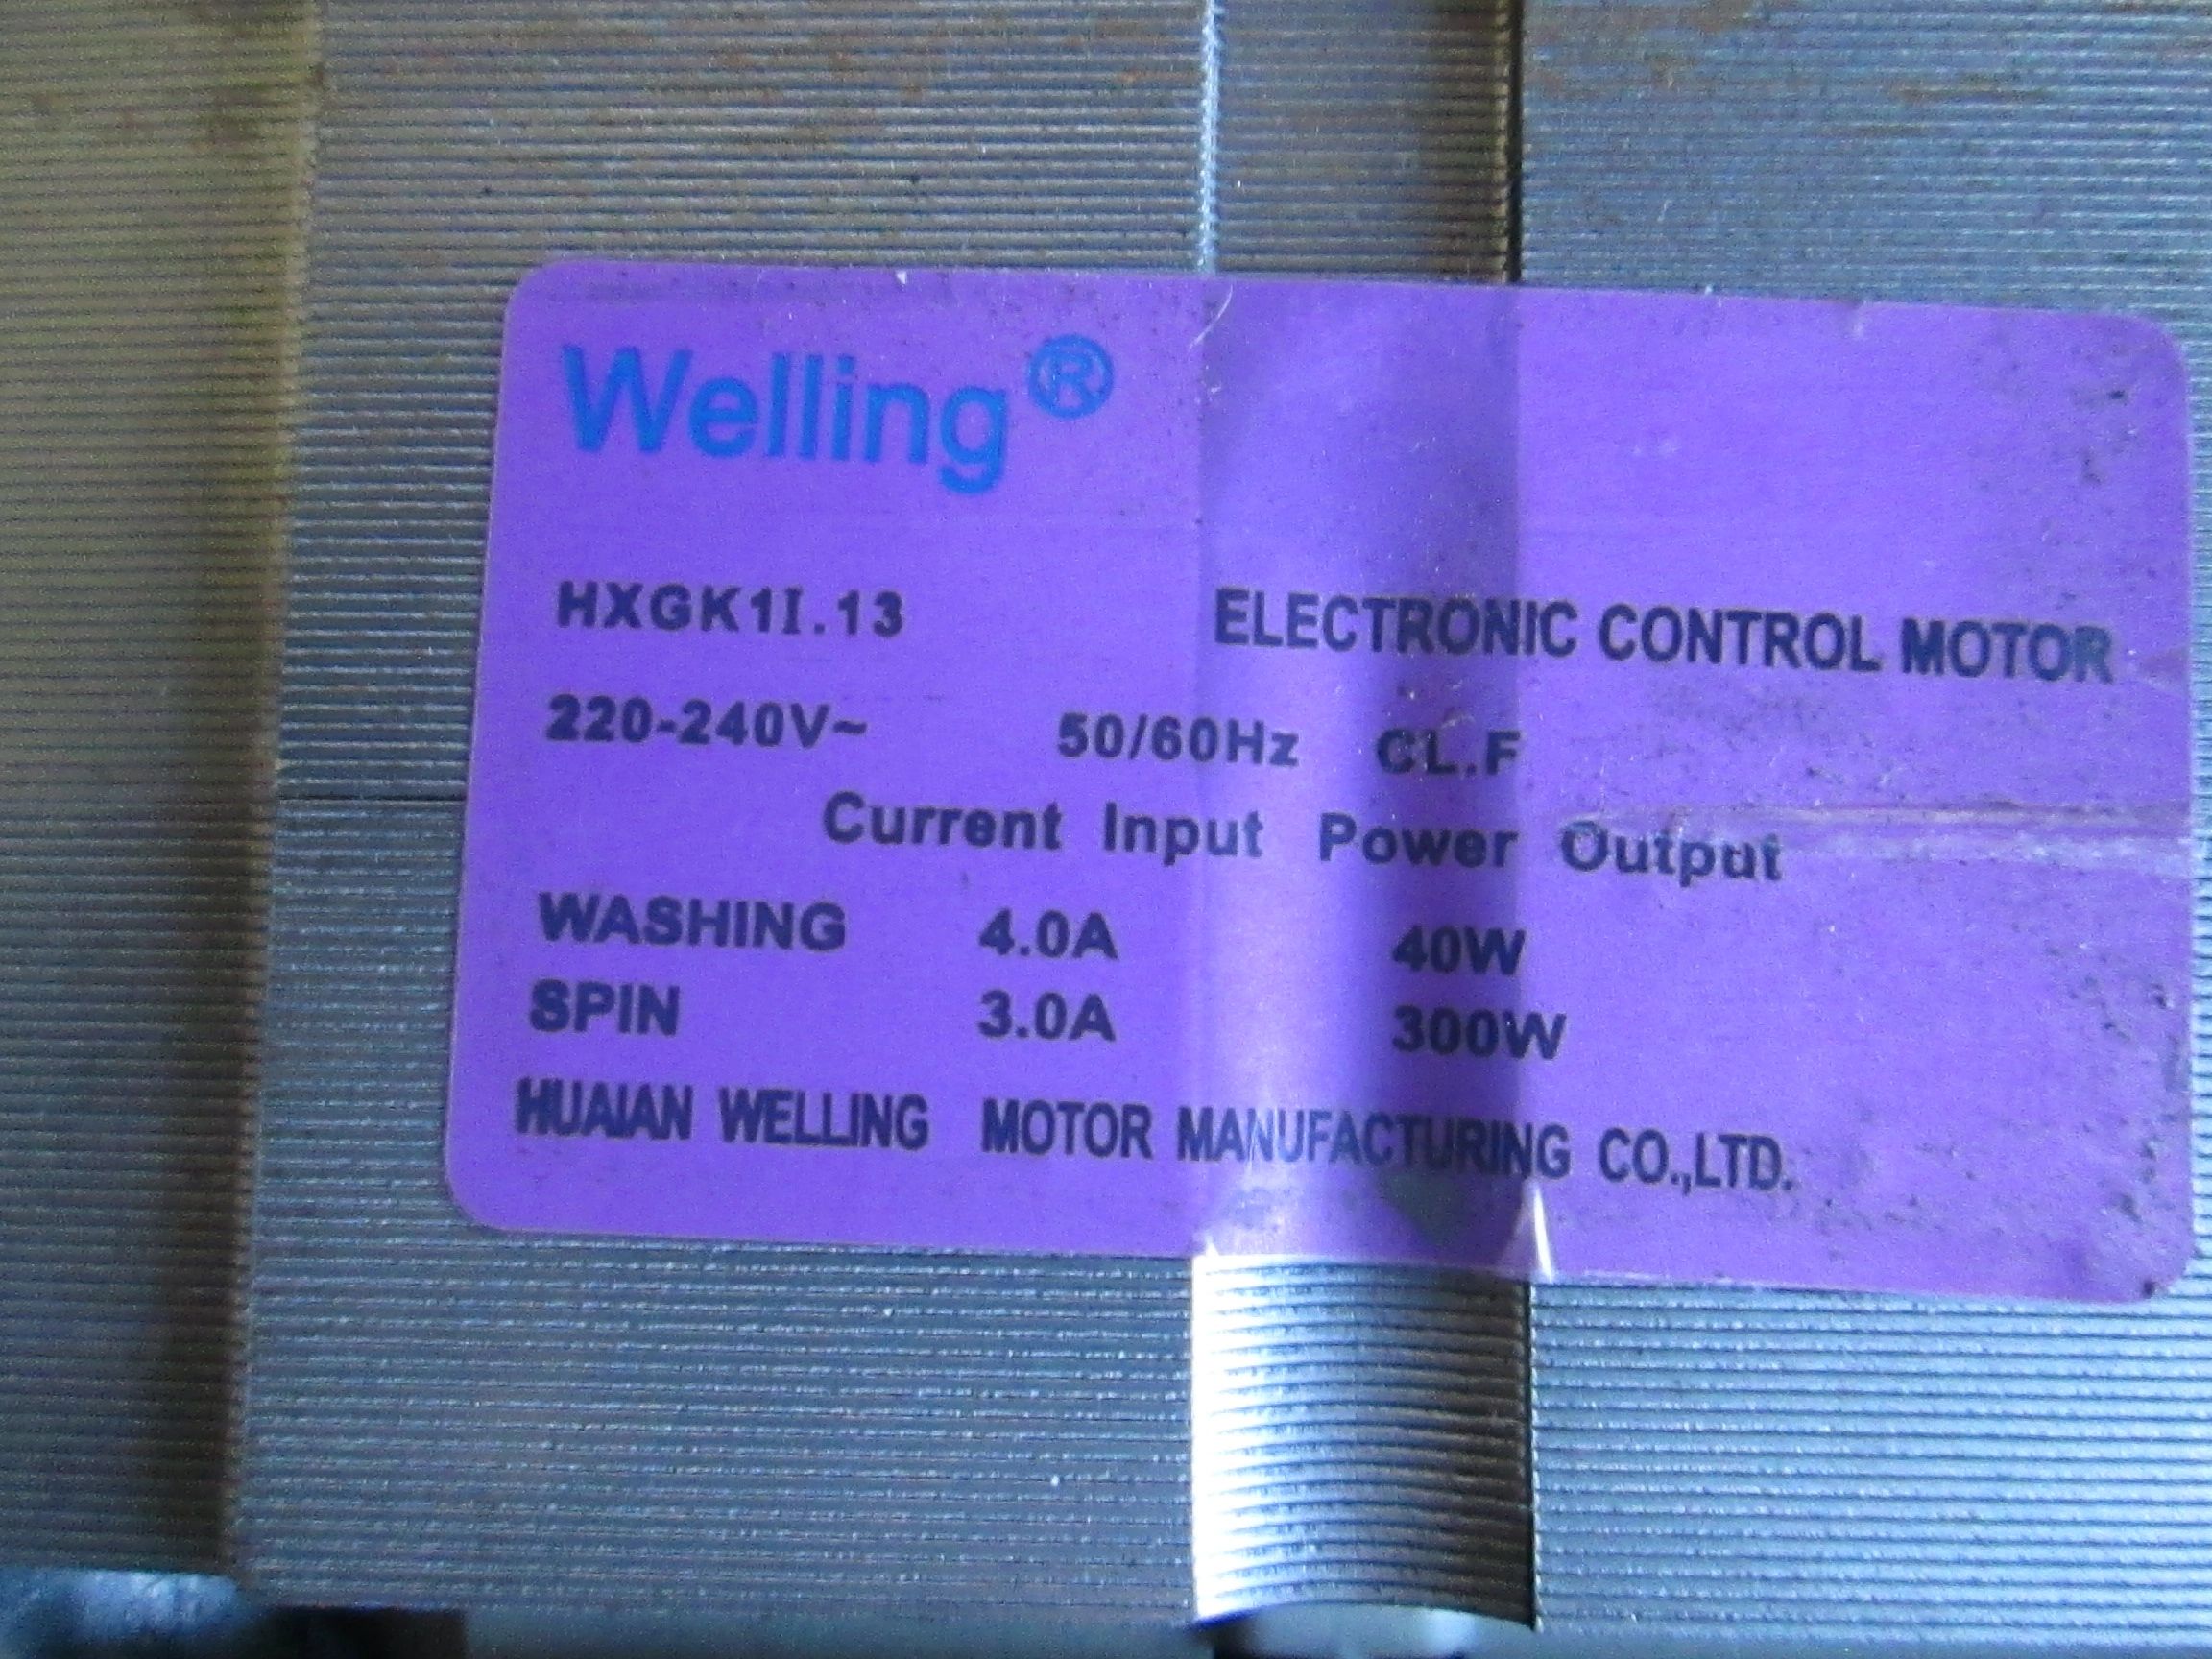 Welling®
HXGK1I.13 ELECTRONIC CONTROL MOTOR
220-240V~ 50/60Hz CL.F
Current Input Power Output
WASHING 4.0A 40W
SPIN 3.0A 300W
HUAIAN WELLING MOTOR MANUFACTURING CO.,LTD.